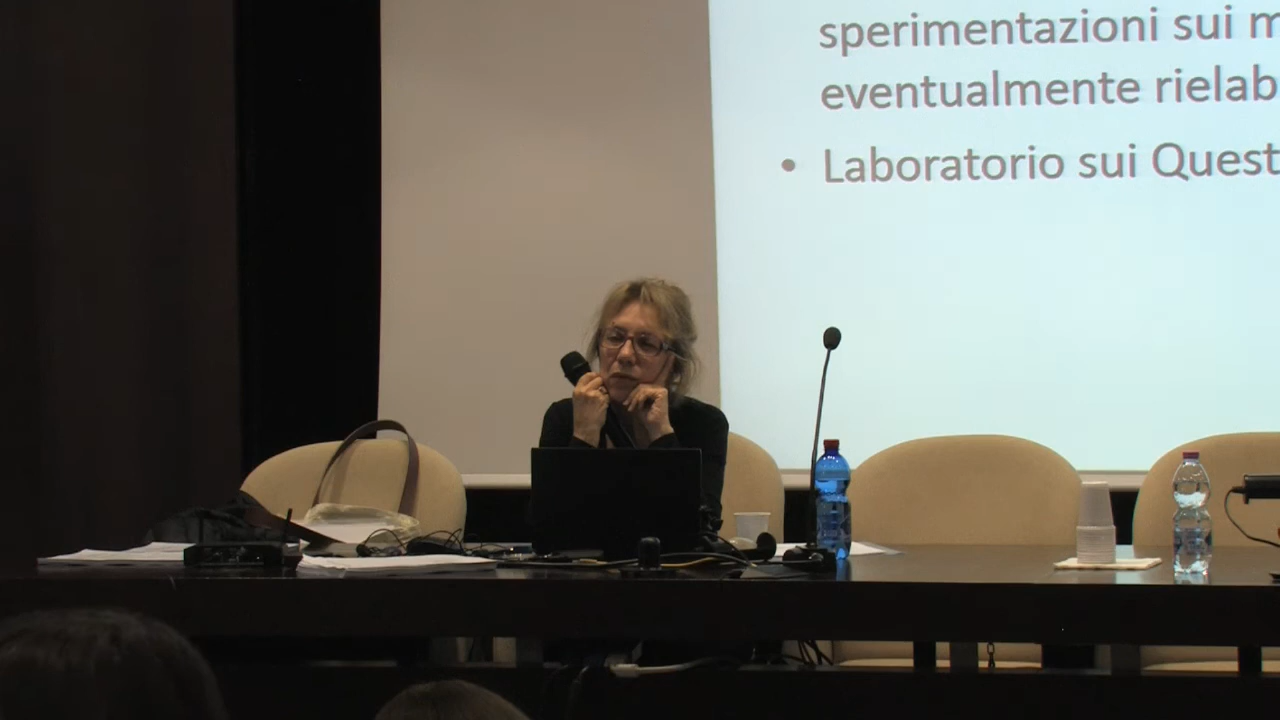 sperimentazioni sui
eventualmente rielab
• Laboratorio sui Quest